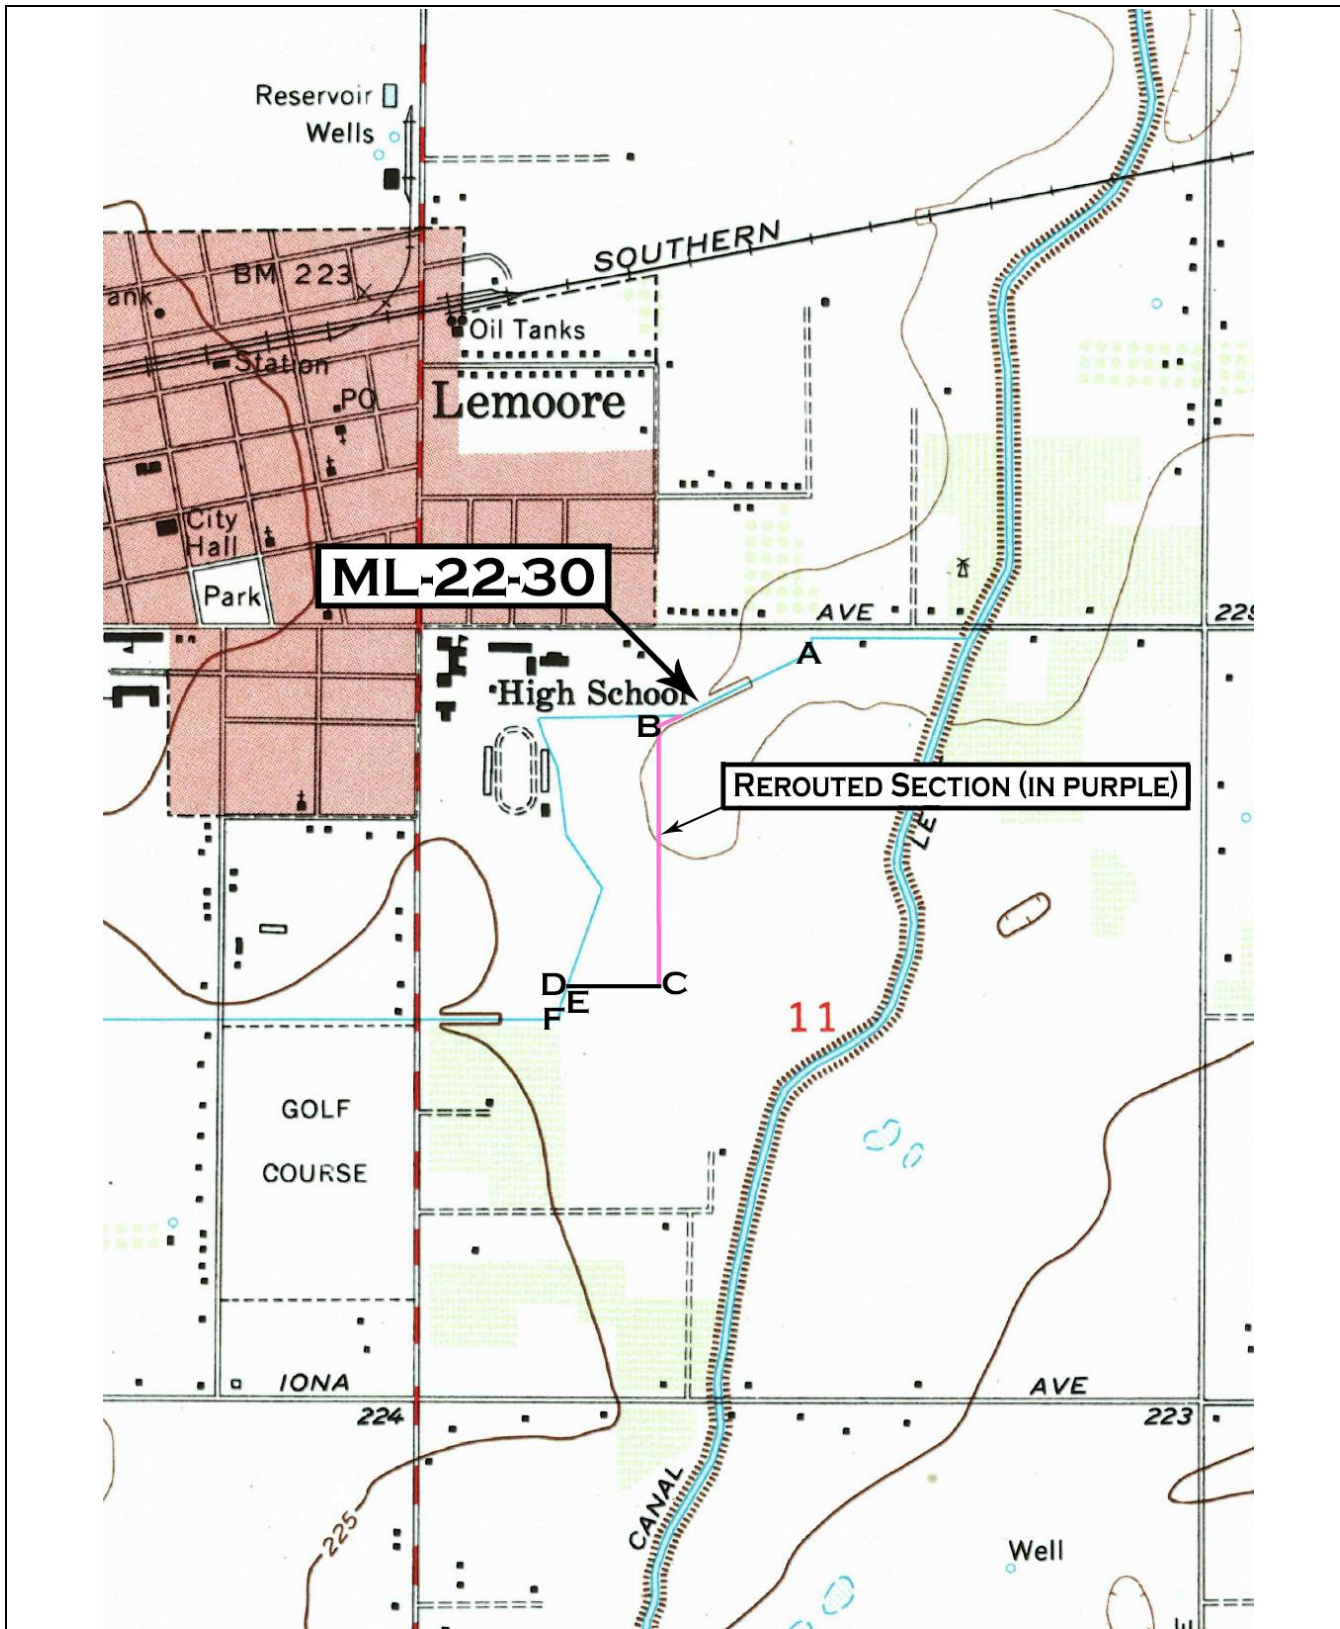 Reservoir
Wells
SOUTHERN
BM 223
ank
Oil Tanks
Station
PO
Lemoore
City
Hall
ML-22-30
Park
AVE
228
A
High School
B
REROUTED SECTION (IN PURPLE)
LE
D
C
E
F
11
GOLF
COURSE
IONA
AVE
224
223
CANAL
225
Well
E